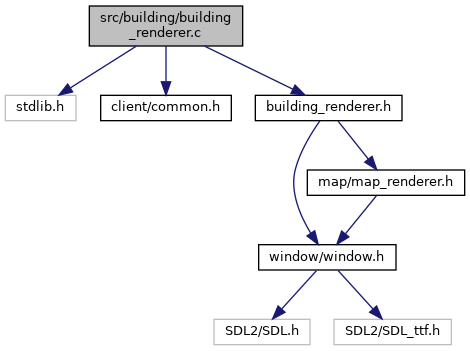 src/building/building
_renderer.c
stdlib.h
client/common.h
building_renderer.h
map/map_renderer.h
window/window.h
SDL2/SDL.h
SDL2/SDL_ttf.h